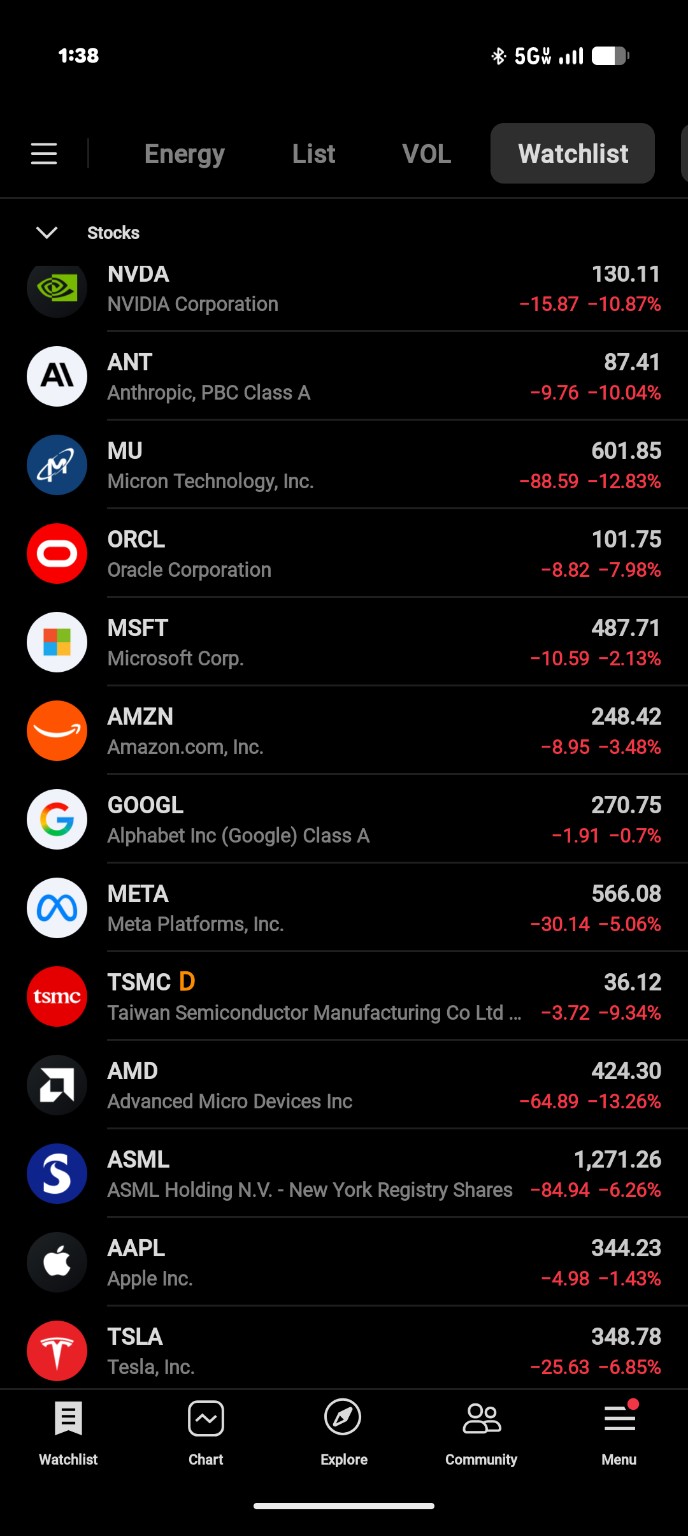 1:38
5G UW
Energy List VOL Watchlist
Stocks
NVDA 130.11
NVIDIA Corporation −15.87 −10.87%
ANT 87.41
Anthropic, PBC Class A −9.76 −10.04%
MU 601.85
Micron Technology, Inc. −88.59 −12.83%
ORCL 101.75
Oracle Corporation −8.82 −7.98%
MSFT 487.71
Microsoft Corp. −10.59 −2.13%
AMZN 248.42
Amazon.com, Inc. −8.95 −3.48%
GOOGL 270.75
Alphabet Inc (Google) Class A −1.91 −0.7%
META 566.08
Meta Platforms, Inc. −30.14 −5.06%
tsmc
TSMC D 36.12
Taiwan Semiconductor Manufacturing Co Ltd ... −3.72 −9.34%
AMD 424.30
Advanced Micro Devices Inc −64.89 −13.26%
ASML 1,271.26
ASML Holding N.V. - New York Registry Shares −84.94 −6.26%
AAPL 344.23
Apple Inc. −4.98 −1.43%
TSLA 348.78
Tesla, Inc. −25.63 −6.85%
Watchlist Chart Explore Community Menu